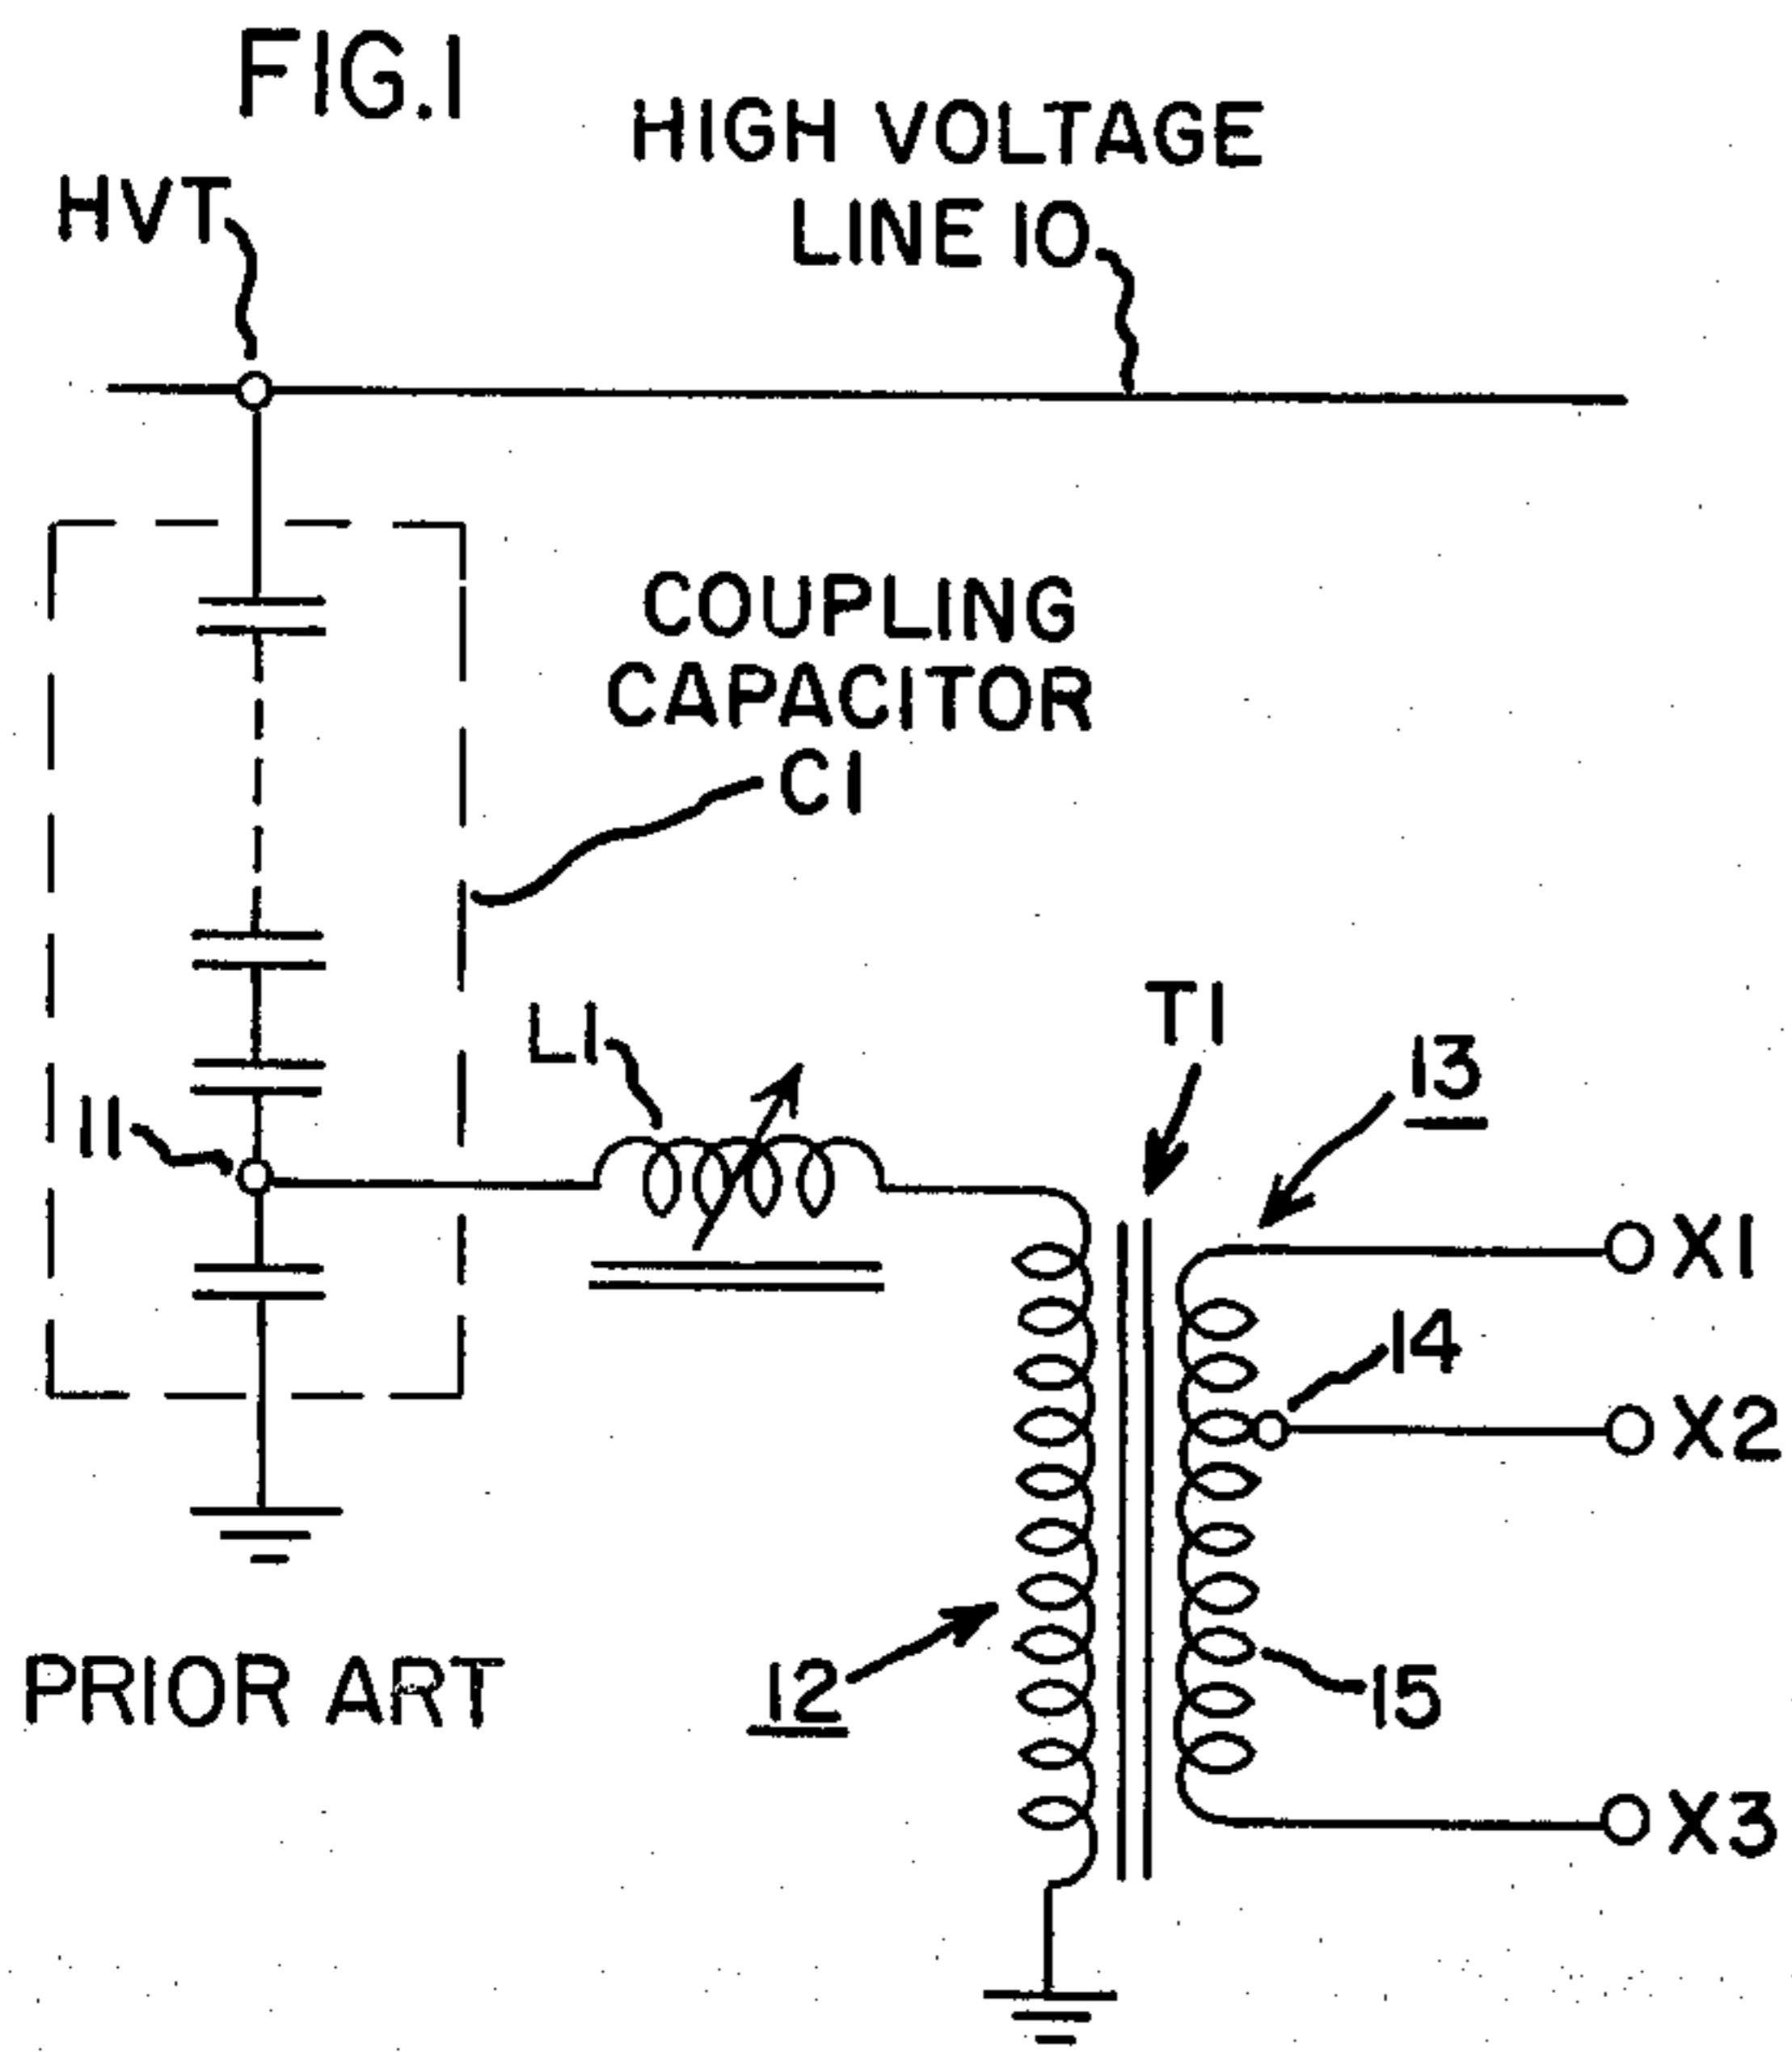 FIG.1
HIGH VOLTAGE
LINE 10
HVT
COUPLING
CAPACITOR
C1
L1
T1
13
11
X1
14
X2
12
15
PRIOR ART
X3